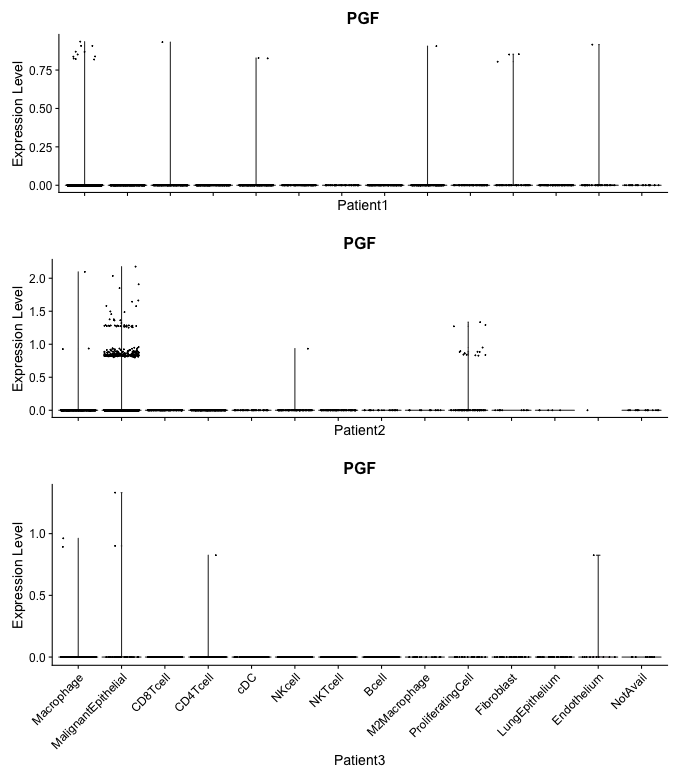 PGF
Expression Level
0.75
0.50
0.25
0.00
Patient1
PGF
Expression Level
2.0
1.5
1.0
0.5
0.0
Patient2
PGF
Expression Level
1.0
0.5
0.0
Macrophage
MalignantEpithelial
CD8Tcell
CD4Tcell
cDC
NKcell
NKTcell
Bcell
M2Macrophage
ProliferatingCell
Fibroblast
LungEpithelium
Endothelium
NotAvail
Patient3